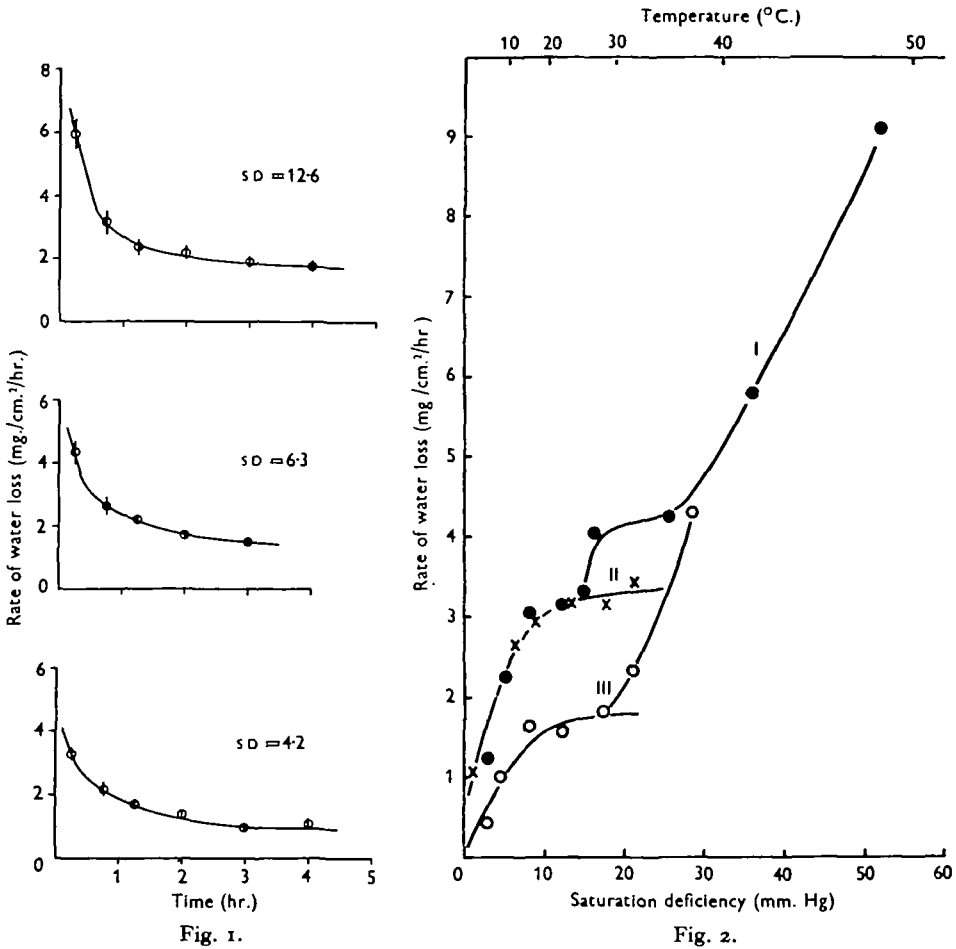 8
6
4
2
0
SD = 12·6
6
4
2
0
SD = 6·3
6
4
2
0
SD = 4·2
1 2 3 4 5
Time (hr.)
Rate of water loss (mg./cm.²/hr.)
Fig. 1.
Temperature (°C.)
10 20 30 40 50
9
8
7
6
5
4
3
2
1
I
II
III
0 10 20 30 40 50 60
Saturation deficiency (mm. Hg)
Rate of water loss (mg /cm.²/hr )
Fig. 2.